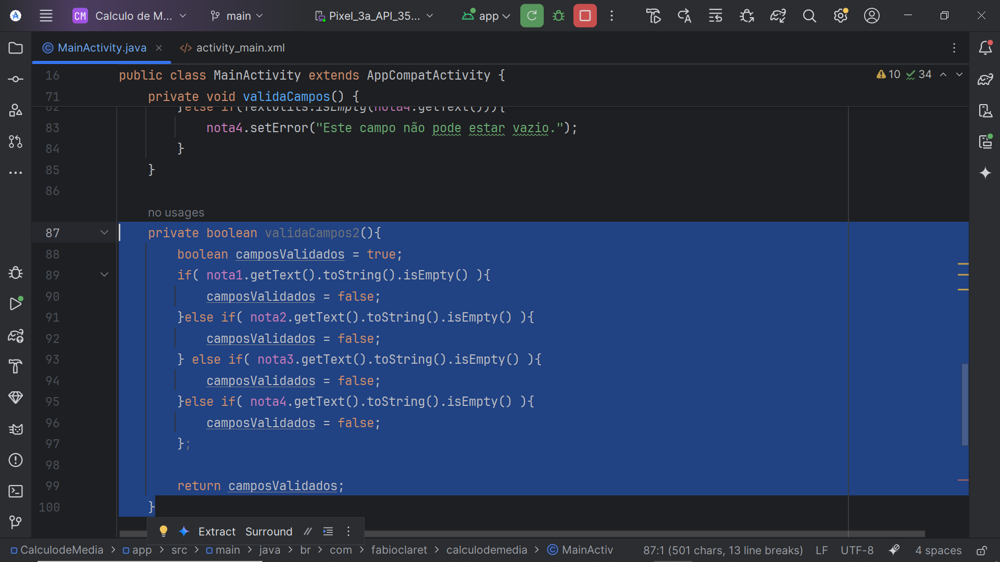 CM Calculo de M... main Pixel_3a_API_35... app
MainActivity.java activity_main.xml
16 public class MainActivity extends AppCompatActivity { 10 34
71 private void validaCampos() {
82 }else if(TextUtils.isEmpty(nota4.getText())){
83 nota4.setError("Este campo não pode estar vazio.");
84 }
85 }
86
no usages
87 private boolean validaCampos2(){
88 boolean camposValidados = true;
89 if( nota1.getText().toString().isEmpty() ){
90 camposValidados = false;
91 }else if( nota2.getText().toString().isEmpty() ){
92 camposValidados = false;
93 } else if( nota3.getText().toString().isEmpty() ){
94 camposValidados = false;
95 }else if( nota4.getText().toString().isEmpty() ){
96 camposValidados = false;
97 };
98
99 return camposValidados;
100 }
Extract Surround //
CalculodeMedia > app > src > main > java > br > com > fabioclaret > calculodemedia > MainActiv 87:1 (501 chars, 13 line breaks) LF UTF-8 4 spaces